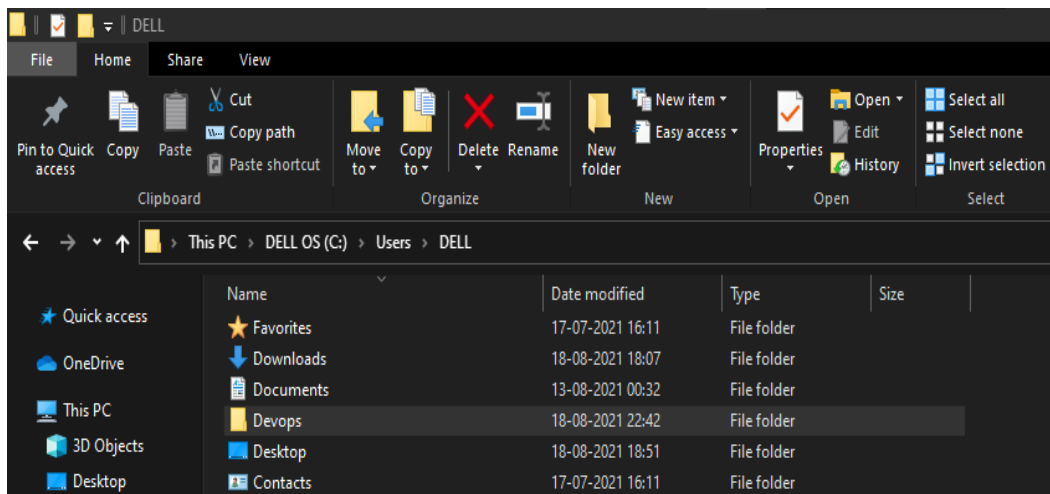 DELL
File Home Share View
Pin to Quick access
Copy
Paste
Cut
Copy path
Paste shortcut
Clipboard
Move to
Copy to
Delete
Rename
Organize
New folder
New item
Easy access
New
Properties
Open
Edit
History
Open
Select all
Select none
Invert selection
Select
This PC > DELL OS (C:) > Users > DELL
Quick access
OneDrive
This PC
3D Objects
Desktop
Name Date modified Type Size
Favorites 17-07-2021 16:11 File folder
Downloads 18-08-2021 18:07 File folder
Documents 13-08-2021 00:32 File folder
Devops 18-08-2021 22:42 File folder
Desktop 18-08-2021 18:51 File folder
Contacts 17-07-2021 16:11 File folder